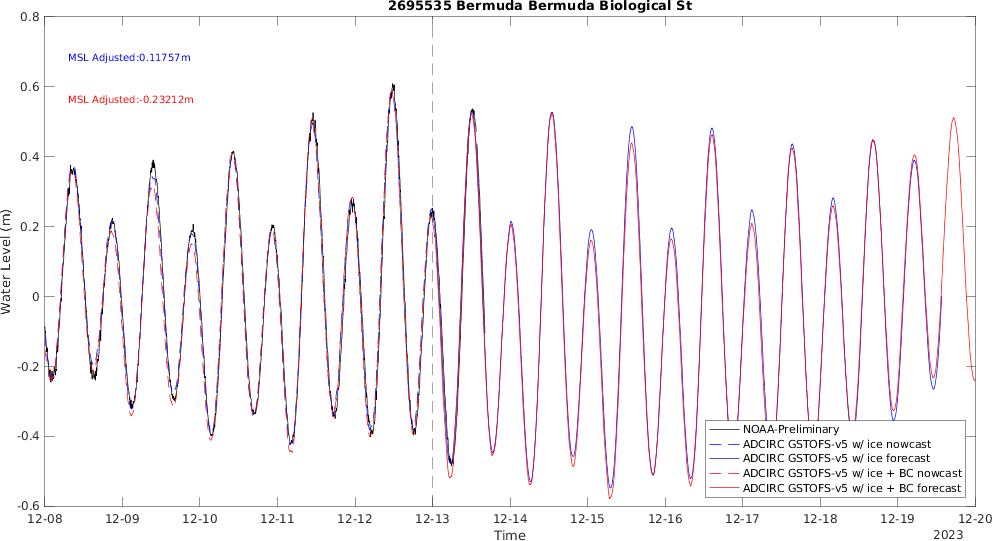 2695535 Bermuda Bermuda Biological St
0.8
MSL Adjusted:0.11757m
0.6
MSL Adjusted:-0.23212m
0.4
0.2
Water Level (m)
0
-0.2
-0.4
NOAA-Preliminary
ADCIRC GSTOFS-v5 w/ ice nowcast
ADCIRC GSTOFS-v5 w/ ice forecast
ADCIRC GSTOFS-v5 w/ ice + BC nowcast
ADCIRC GSTOFS-v5 w/ ice + BC forecast
-0.6
12-08 12-09 12-10 12-11 12-12 12-13 12-14 12-15 12-16 12-17 12-18 12-19 12-20
Time
2023